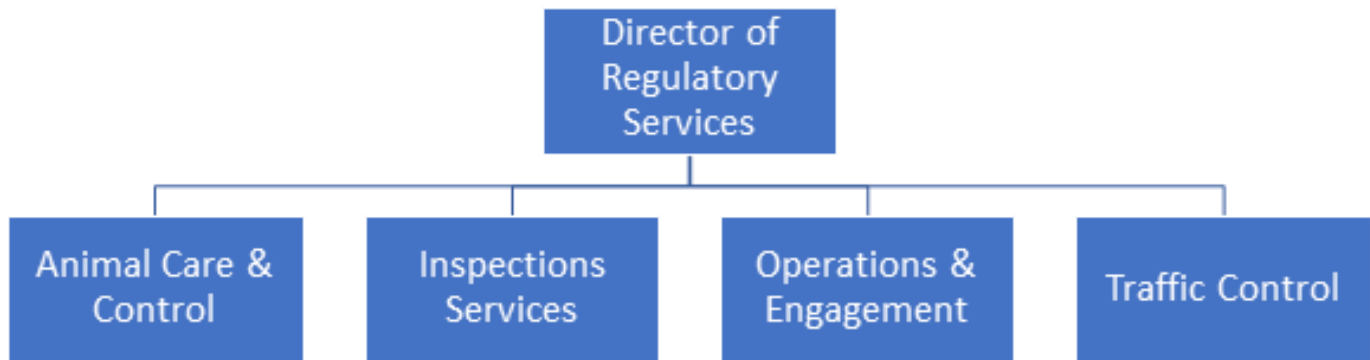 Director of
Regulatory
Services
Animal Care &
Control
Inspections
Services
Operations &
Engagement
Traffic Control